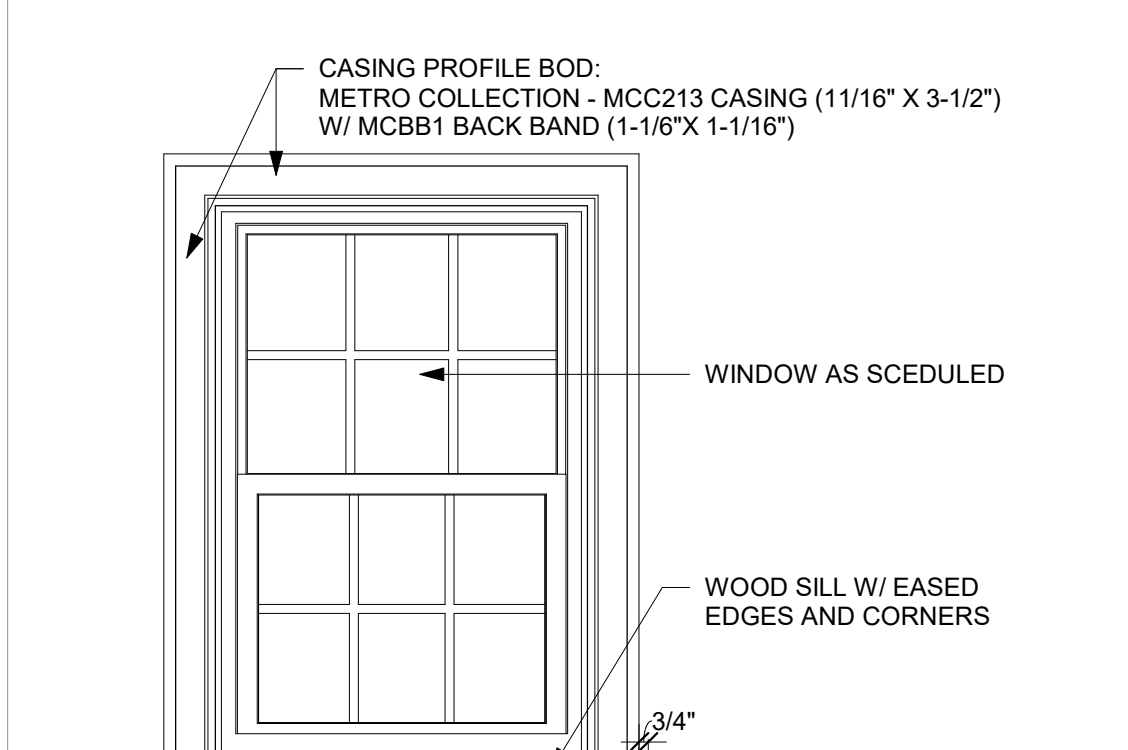 CASING PROFILE BOD:
METRO COLLECTION - MCC213 CASING (11/16" X 3-1/2")
W/ MCBB1 BACK BAND (1-1/6"X 1-1/16")
WINDOW AS SCEDULED
WOOD SILL W/ EASED
EDGES AND CORNERS
3/4"